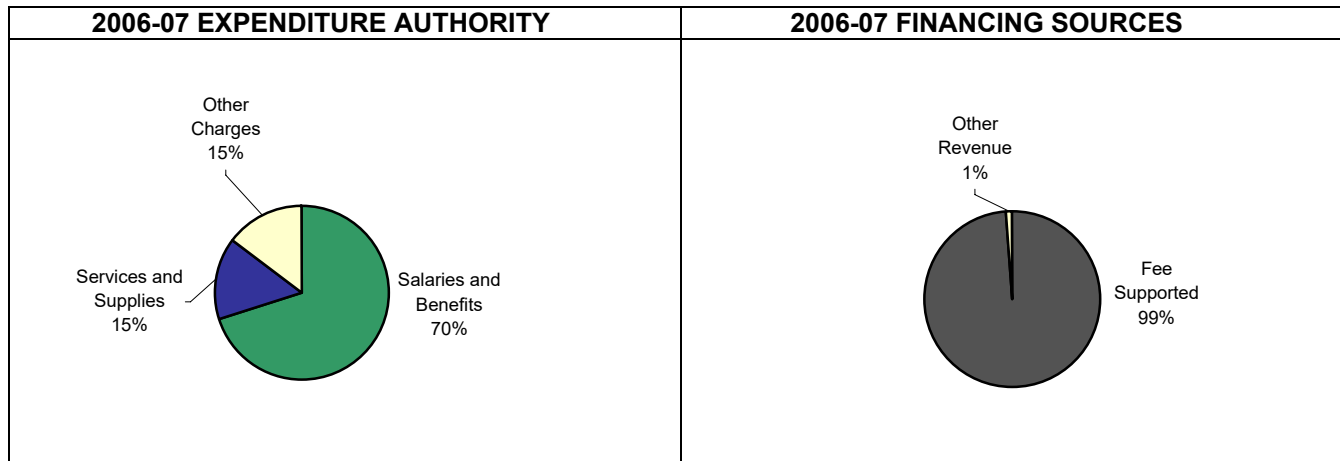 2006-07 EXPENDITURE AUTHORITY
2006-07 FINANCING SOURCES
Other
Charges
15%
Services and
Supplies
15%
Salaries and
Benefits
70%
Other
Revenue
1%
Fee
Supported
99%